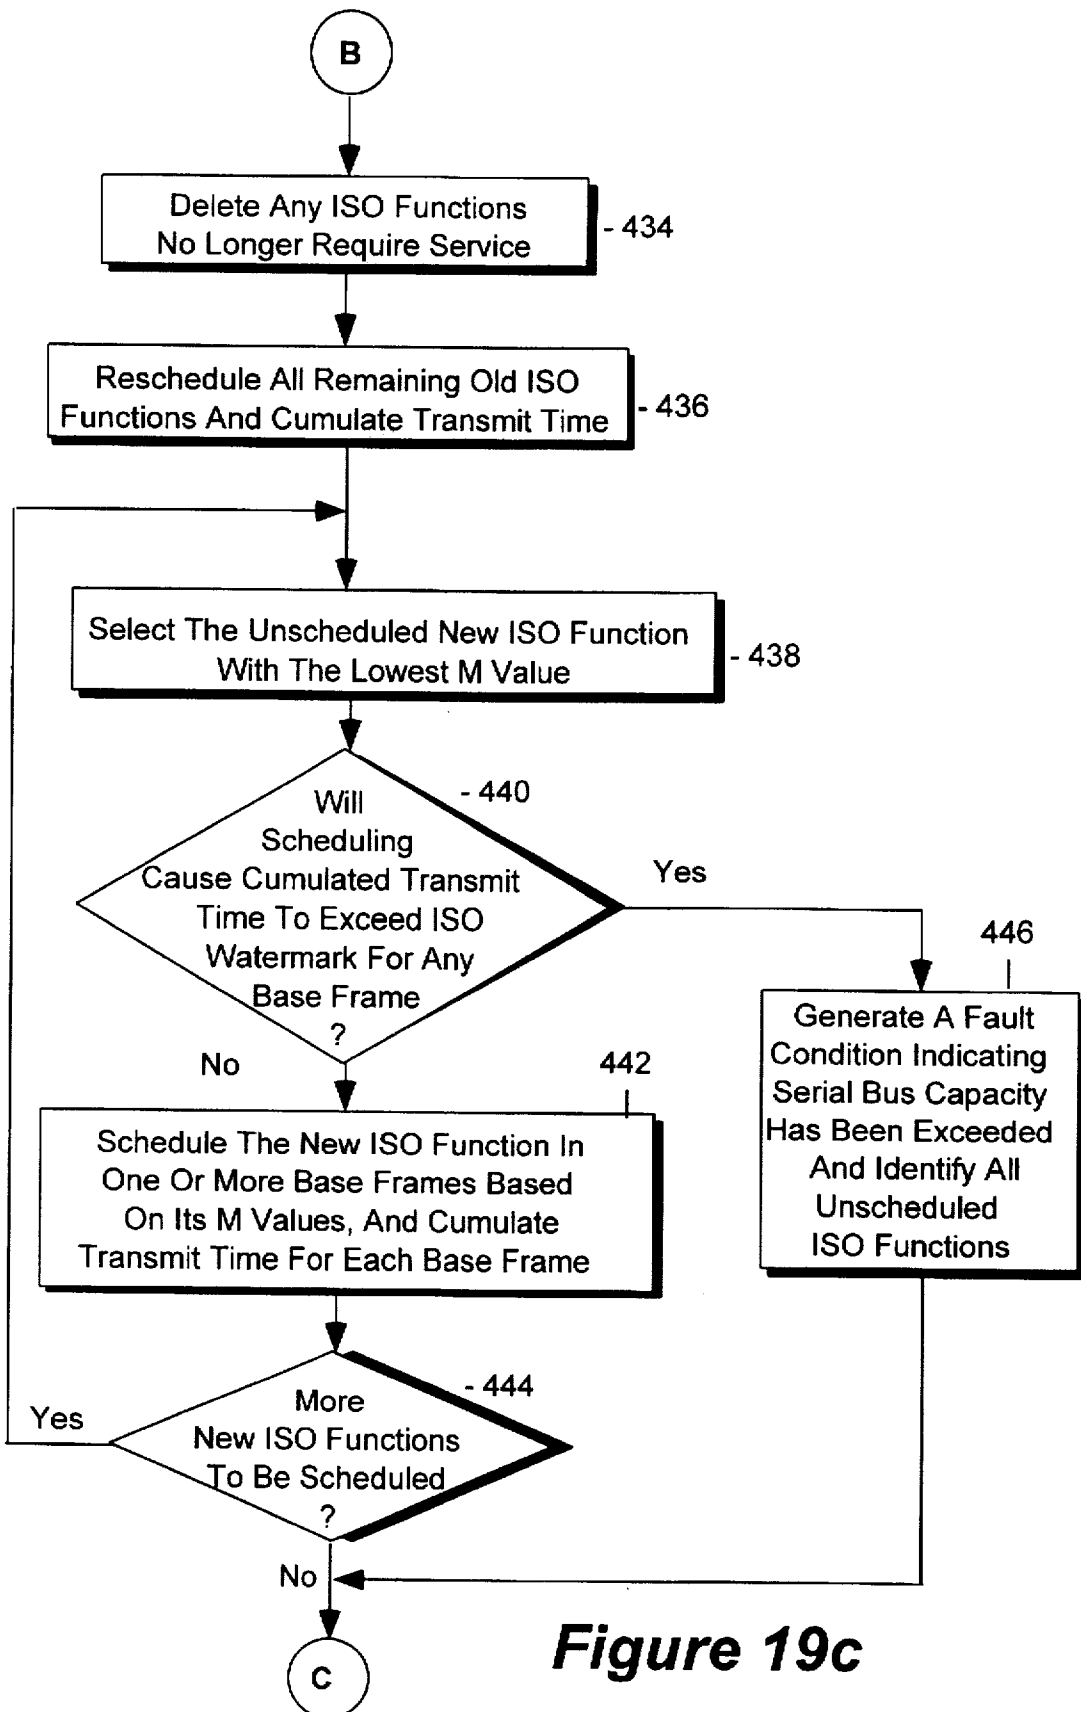 B
Delete Any ISO Functions
No Longer Require Service
- 434
Reschedule All Remaining Old ISO
Functions And Cumulate Transmit Time
- 436
Select The Unscheduled New ISO Function
With The Lowest M Value
- 438
Will
Scheduling
Cause Cumulated Transmit
Time To Exceed ISO
Watermark For Any
Base Frame
?
- 440
Yes
446
Generate A Fault
Condition Indicating
Serial Bus Capacity
Has Been Exceeded
And Identify All
Unscheduled
ISO Functions
No
442
Schedule The New ISO Function In
One Or More Base Frames Based
On Its M Values, And Cumulate
Transmit Time For Each Base Frame
- 444
More
New ISO Functions
To Be Scheduled
?
Yes
No
C
Figure 19c